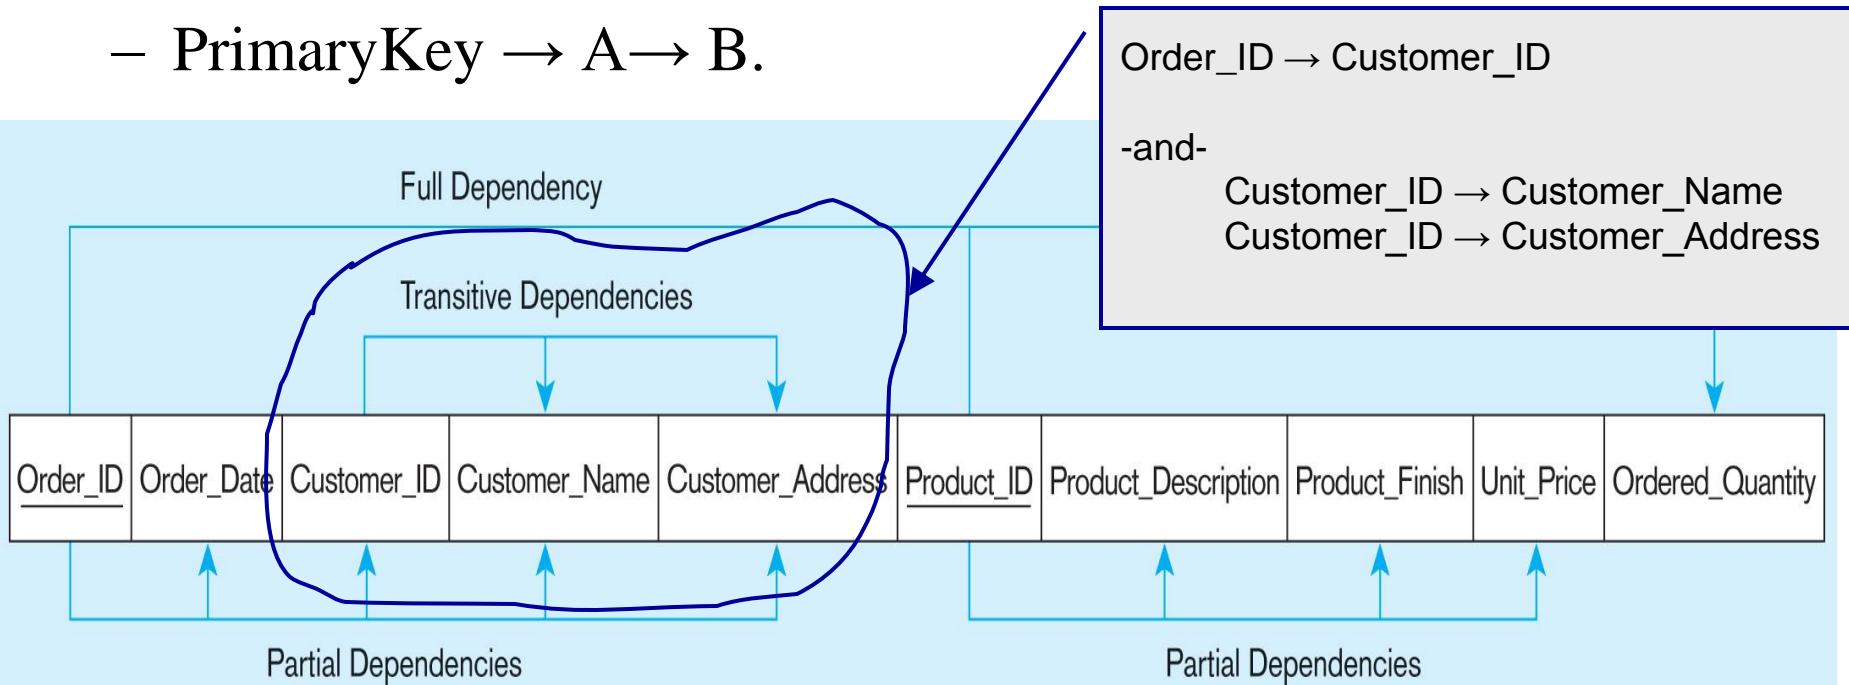 – PrimaryKey → A→ B.
Order_ID → Customer_ID
-and-
Customer_ID → Customer_Name
Customer_ID → Customer_Address
Full Dependency
Transitive Dependencies
Order_ID Order_Date Customer_ID Customer_Name Customer_Address Product_ID Product_Description Product_Finish Unit_Price Ordered_Quantity
Partial Dependencies Partial Dependencies